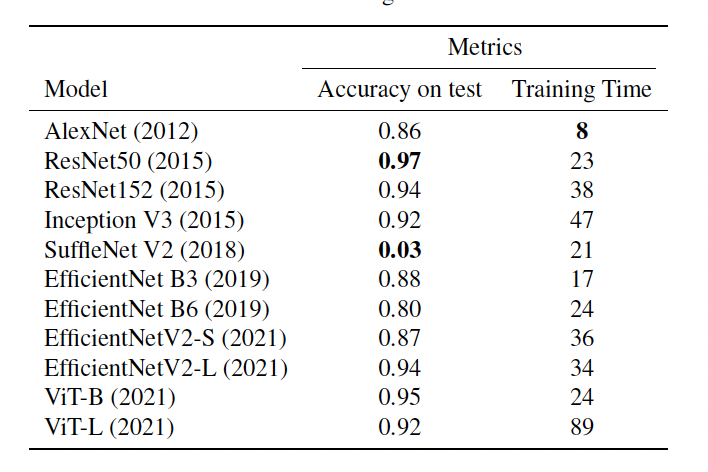 Metrics
Model Accuracy on test Training Time
AlexNet (2012) 0.86 8
ResNet50 (2015) 0.97 23
ResNet152 (2015) 0.94 38
Inception V3 (2015) 0.92 47
SuffleNet V2 (2018) 0.03 21
EfficientNet B3 (2019) 0.88 17
EfficientNet B6 (2019) 0.80 24
EfficientNetV2-S (2021) 0.87 36
EfficientNetV2-L (2021) 0.94 34
ViT-B (2021) 0.95 24
ViT-L (2021) 0.92 89